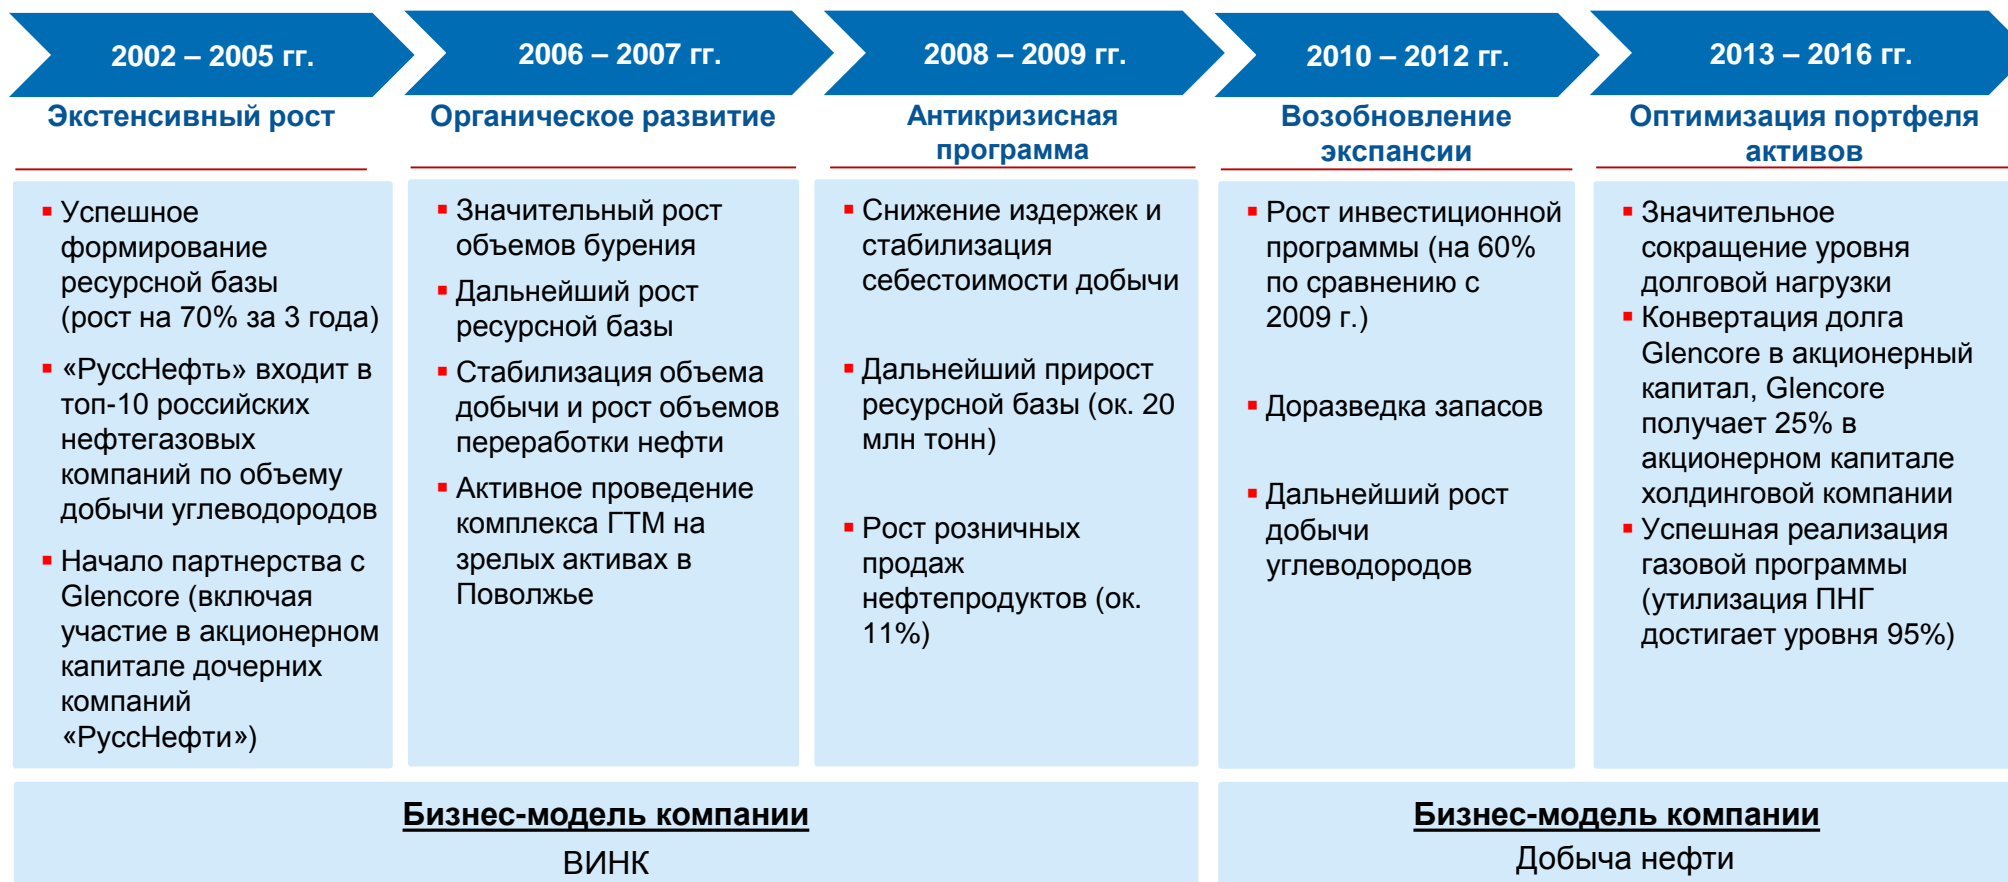 2002 – 2005 гг.
Экстенсивный рост
Успешное
формирование
ресурсной базы
(рост на 70% за 3 года)
«РуссНефть» входит в
топ-10 российских
нефтегазовых
компаний по объему
добычи углеводородов
Начало партнерства с
Glencore (включая
участие в акционерном
капитале дочерних
компаний
«РуссНефти»)
2006 – 2007 гг.
Органическое развитие
Значительный рост
объемов бурения
Дальнейший рост
ресурсной базы
Стабилизация объема
добычи и рост объемов
переработки нефти
Активное проведение
комплекса ГТМ на
зрелых активах в
Поволжье
2008 – 2009 гг.
Антикризисная
программа
Снижение издержек и
стабилизация
себестоимости добычи
Дальнейший прирост
ресурсной базы (ок. 20
млн тонн)
Рост розничных
продаж
нефтепродуктов (ок.
11%)
2010 – 2012 гг.
Возобновление
экспансии
Рост инвестиционной
программы (на 60%
по сравнению с
2009 г.)
Доразведка запасов
Дальнейший рост
добычи
углеводородов
2013 – 2016 гг.
Оптимизация портфеля
активов
Значительное
сокращение уровня
долговой нагрузки
Конвертация долга
Glencore в акционерный
капитал, Glencore
получает 25% в
акционерном капитале
холдинговой компании
Успешная реализация
газовой программы
(утилизация ПНГ
достигает уровня 95%)
Бизнес-модель компании
ВИНК
Бизнес-модель компании
Добыча нефти